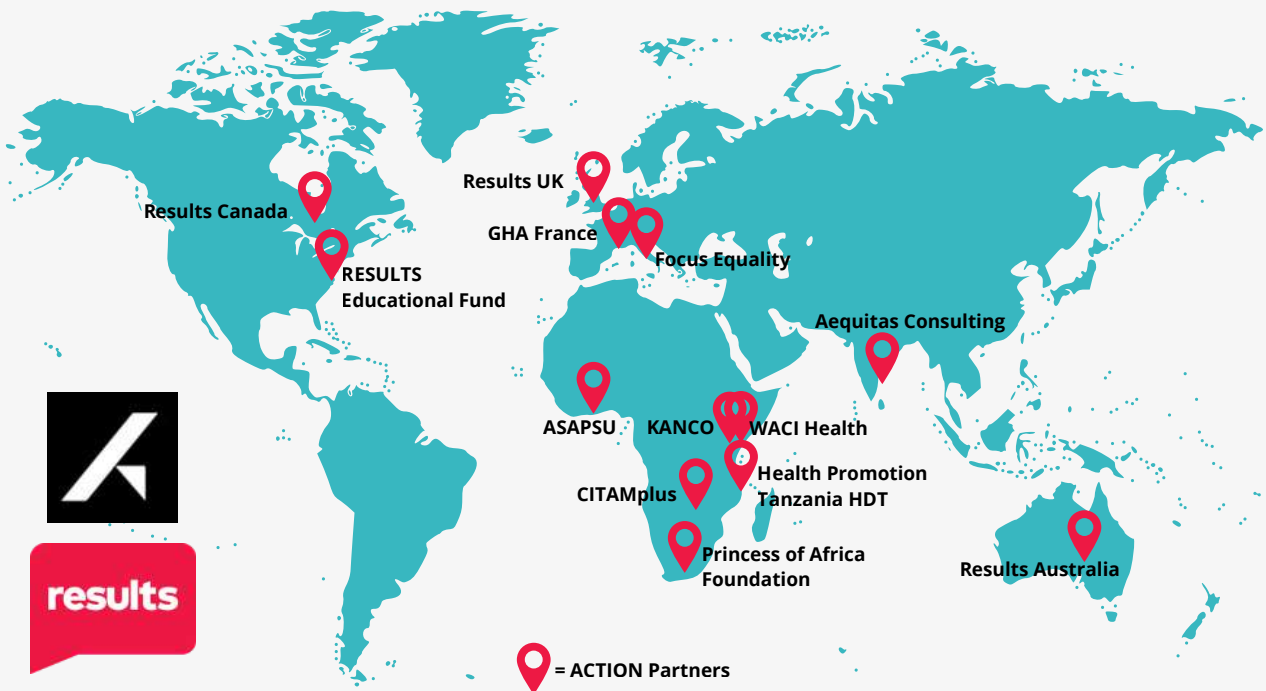 Results UK
Results Canada
GHA France
Focus Equality
RESULTS
Educational Fund
Aequitas Consulting
ASAPSU
KANCO
WACI Health
Health Promotion
Tanzania HDT
CITAMplus
Princess of Africa
Foundation
Results Australia
results
= ACTION Partners